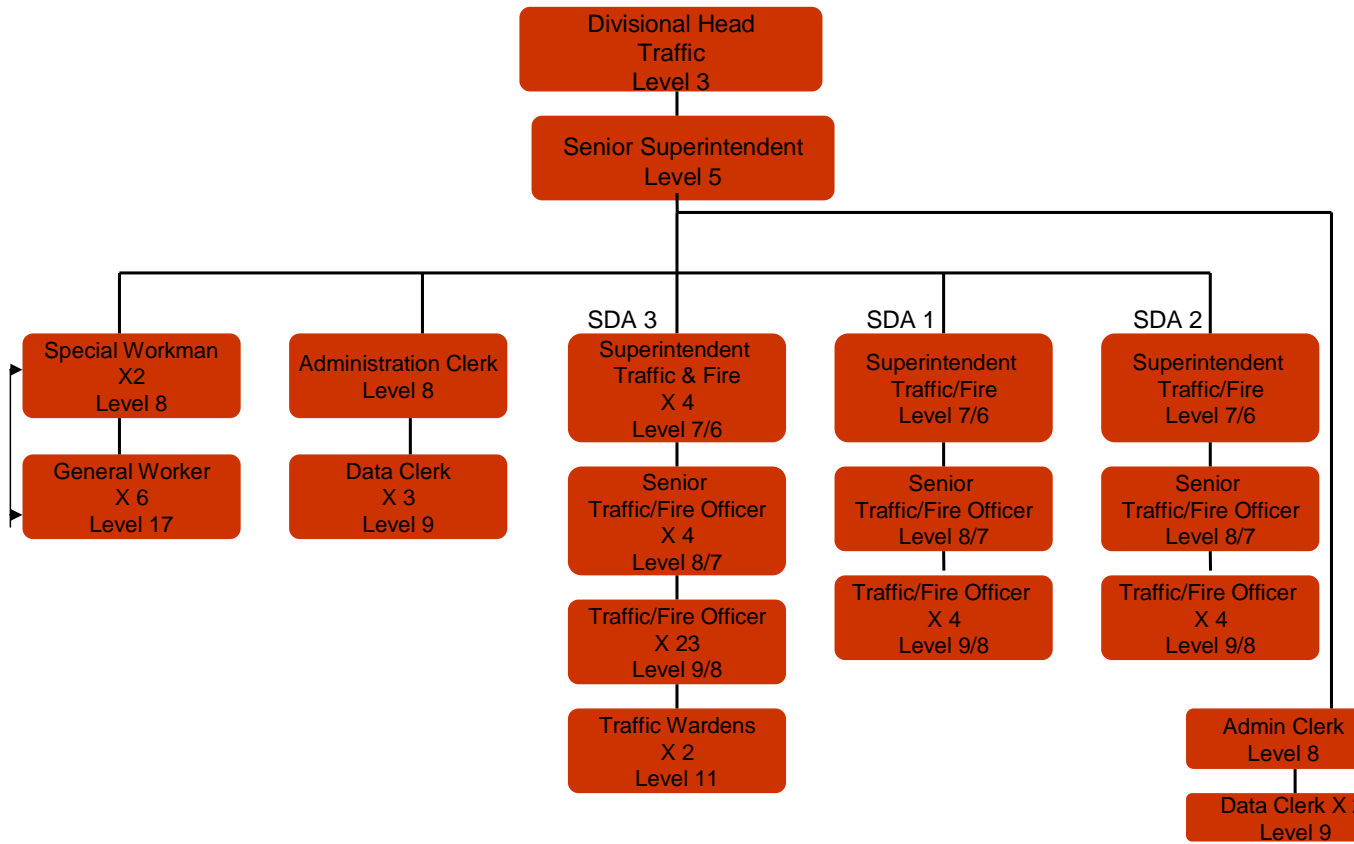 Divisional Head
Traffic
Level 3
Senior Superintendent
Level 5
Special Workman
X2
Level 8
General Worker
X 6
Level 17
Administration Clerk
Level 8
Data Clerk
X 3
Level 9
SDA 3
Superintendent
Traffic & Fire
X 4
Level 7/6
Senior
Traffic/Fire Officer
X 4
Level 8/7
Traffic/Fire Officer
X 23
Level 9/8
Traffic Wardens
X 2
Level 11
SDA 1
Superintendent
Traffic/Fire
Level 7/6
Senior
Traffic/Fire Officer
Level 8/7
Traffic/Fire Officer
X 4
Level 9/8
SDA 2
Superintendent
Traffic/Fire
Level 7/6
Senior
Traffic/Fire Officer
Level 8/7
Traffic/Fire Officer
X 4
Level 9/8
Admin Clerk
Level 8
Data Clerk X
Level 9